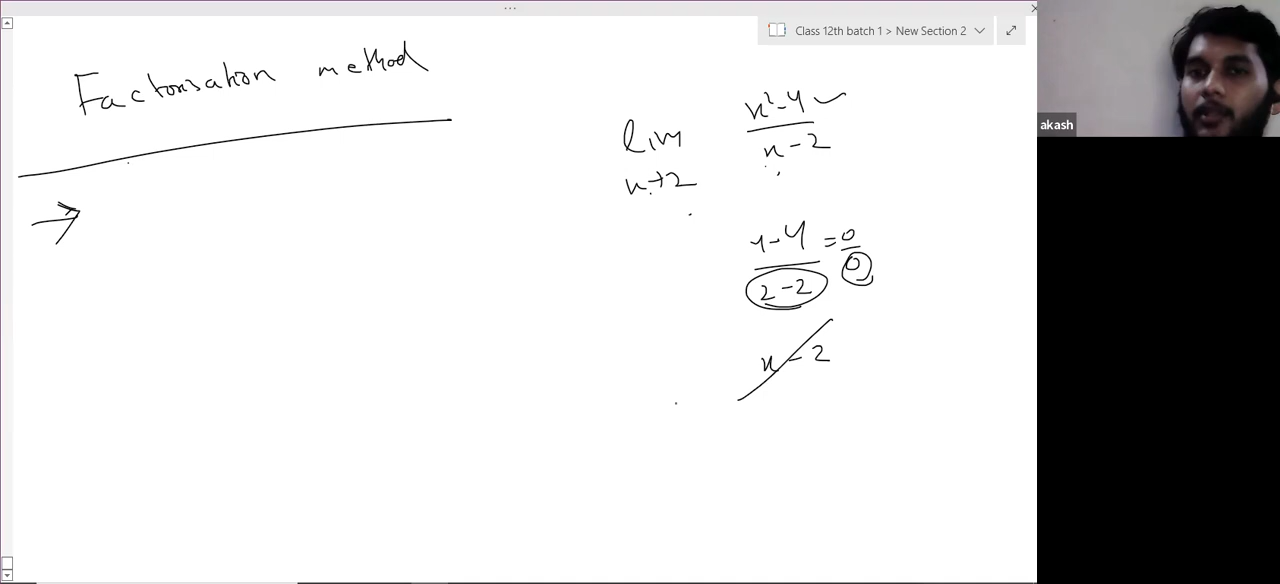 Class 12th batch 1 > New Section 2
akash
Factorisation method
lim x→2 x²-4 / x-2
4-4 / 2-2 = 0/0
x-2